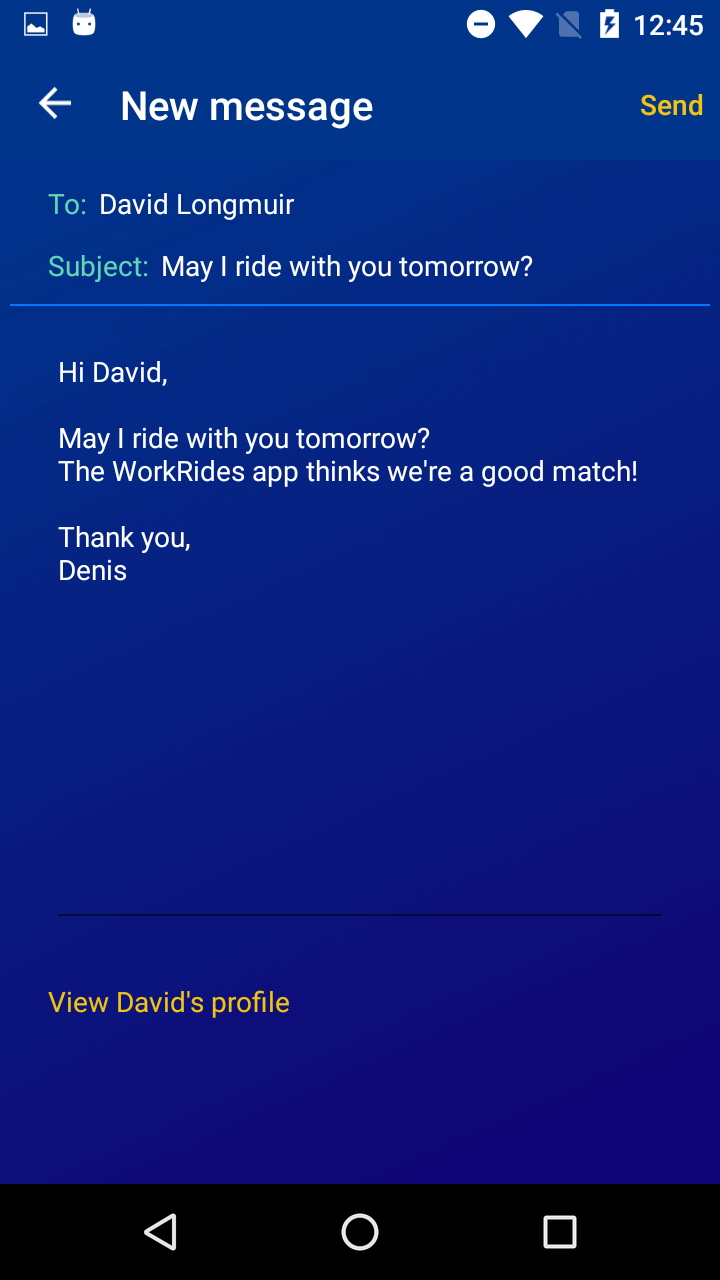 12:45
New message
Send
To: David Longmuir
Subject: May I ride with you tomorrow?
Hi David,
May I ride with you tomorrow?
The WorkRides app thinks we're a good match!
Thank you,
Denis
View David's profile